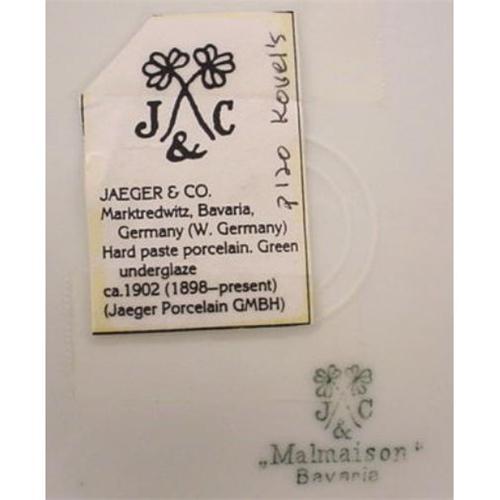 J & C
JAEGER & CO.
Marktredwitz, Bavaria,
Germany (W. Germany)
Hard paste porcelain. Green
underglaze
ca.1902 (1898–present)
(Jaeger Porcelain GMBH)
p120 Kovel's
J & C
„Malmaison"
Bavaria